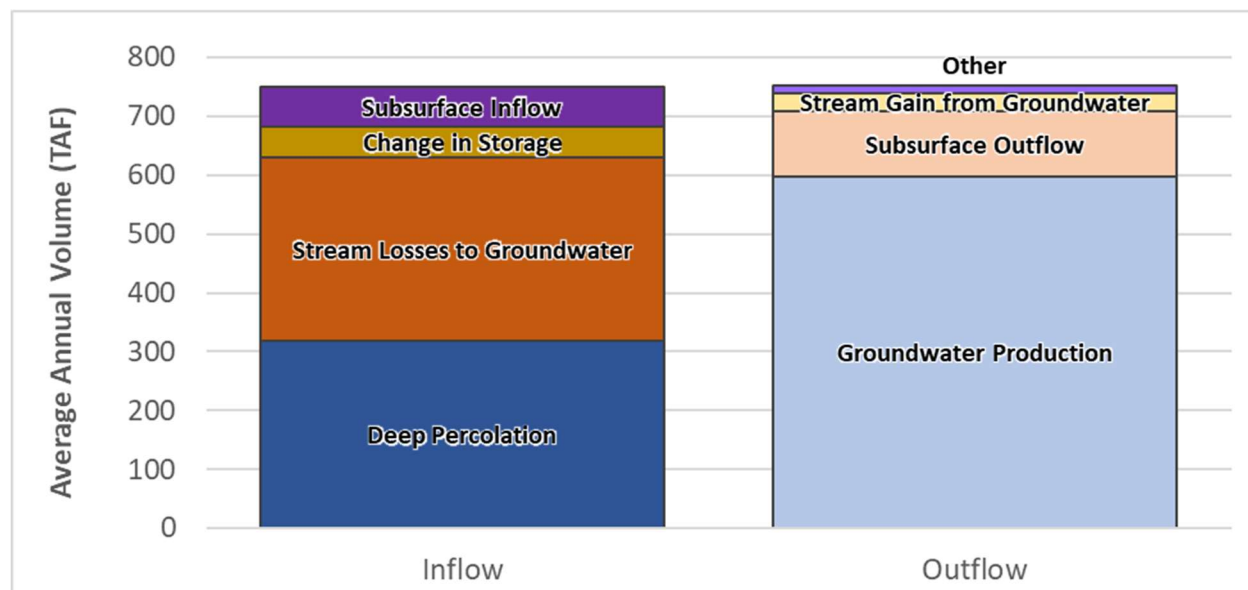 Average Annual Volume (TAF)
800
700
600
500
400
300
200
100
0
Subsurface Inflow
Change in Storage
Stream Losses to Groundwater
Deep Percolation
Other
Stream Gain from Groundwater
Subsurface Outflow
Groundwater Production
Inflow
Outflow